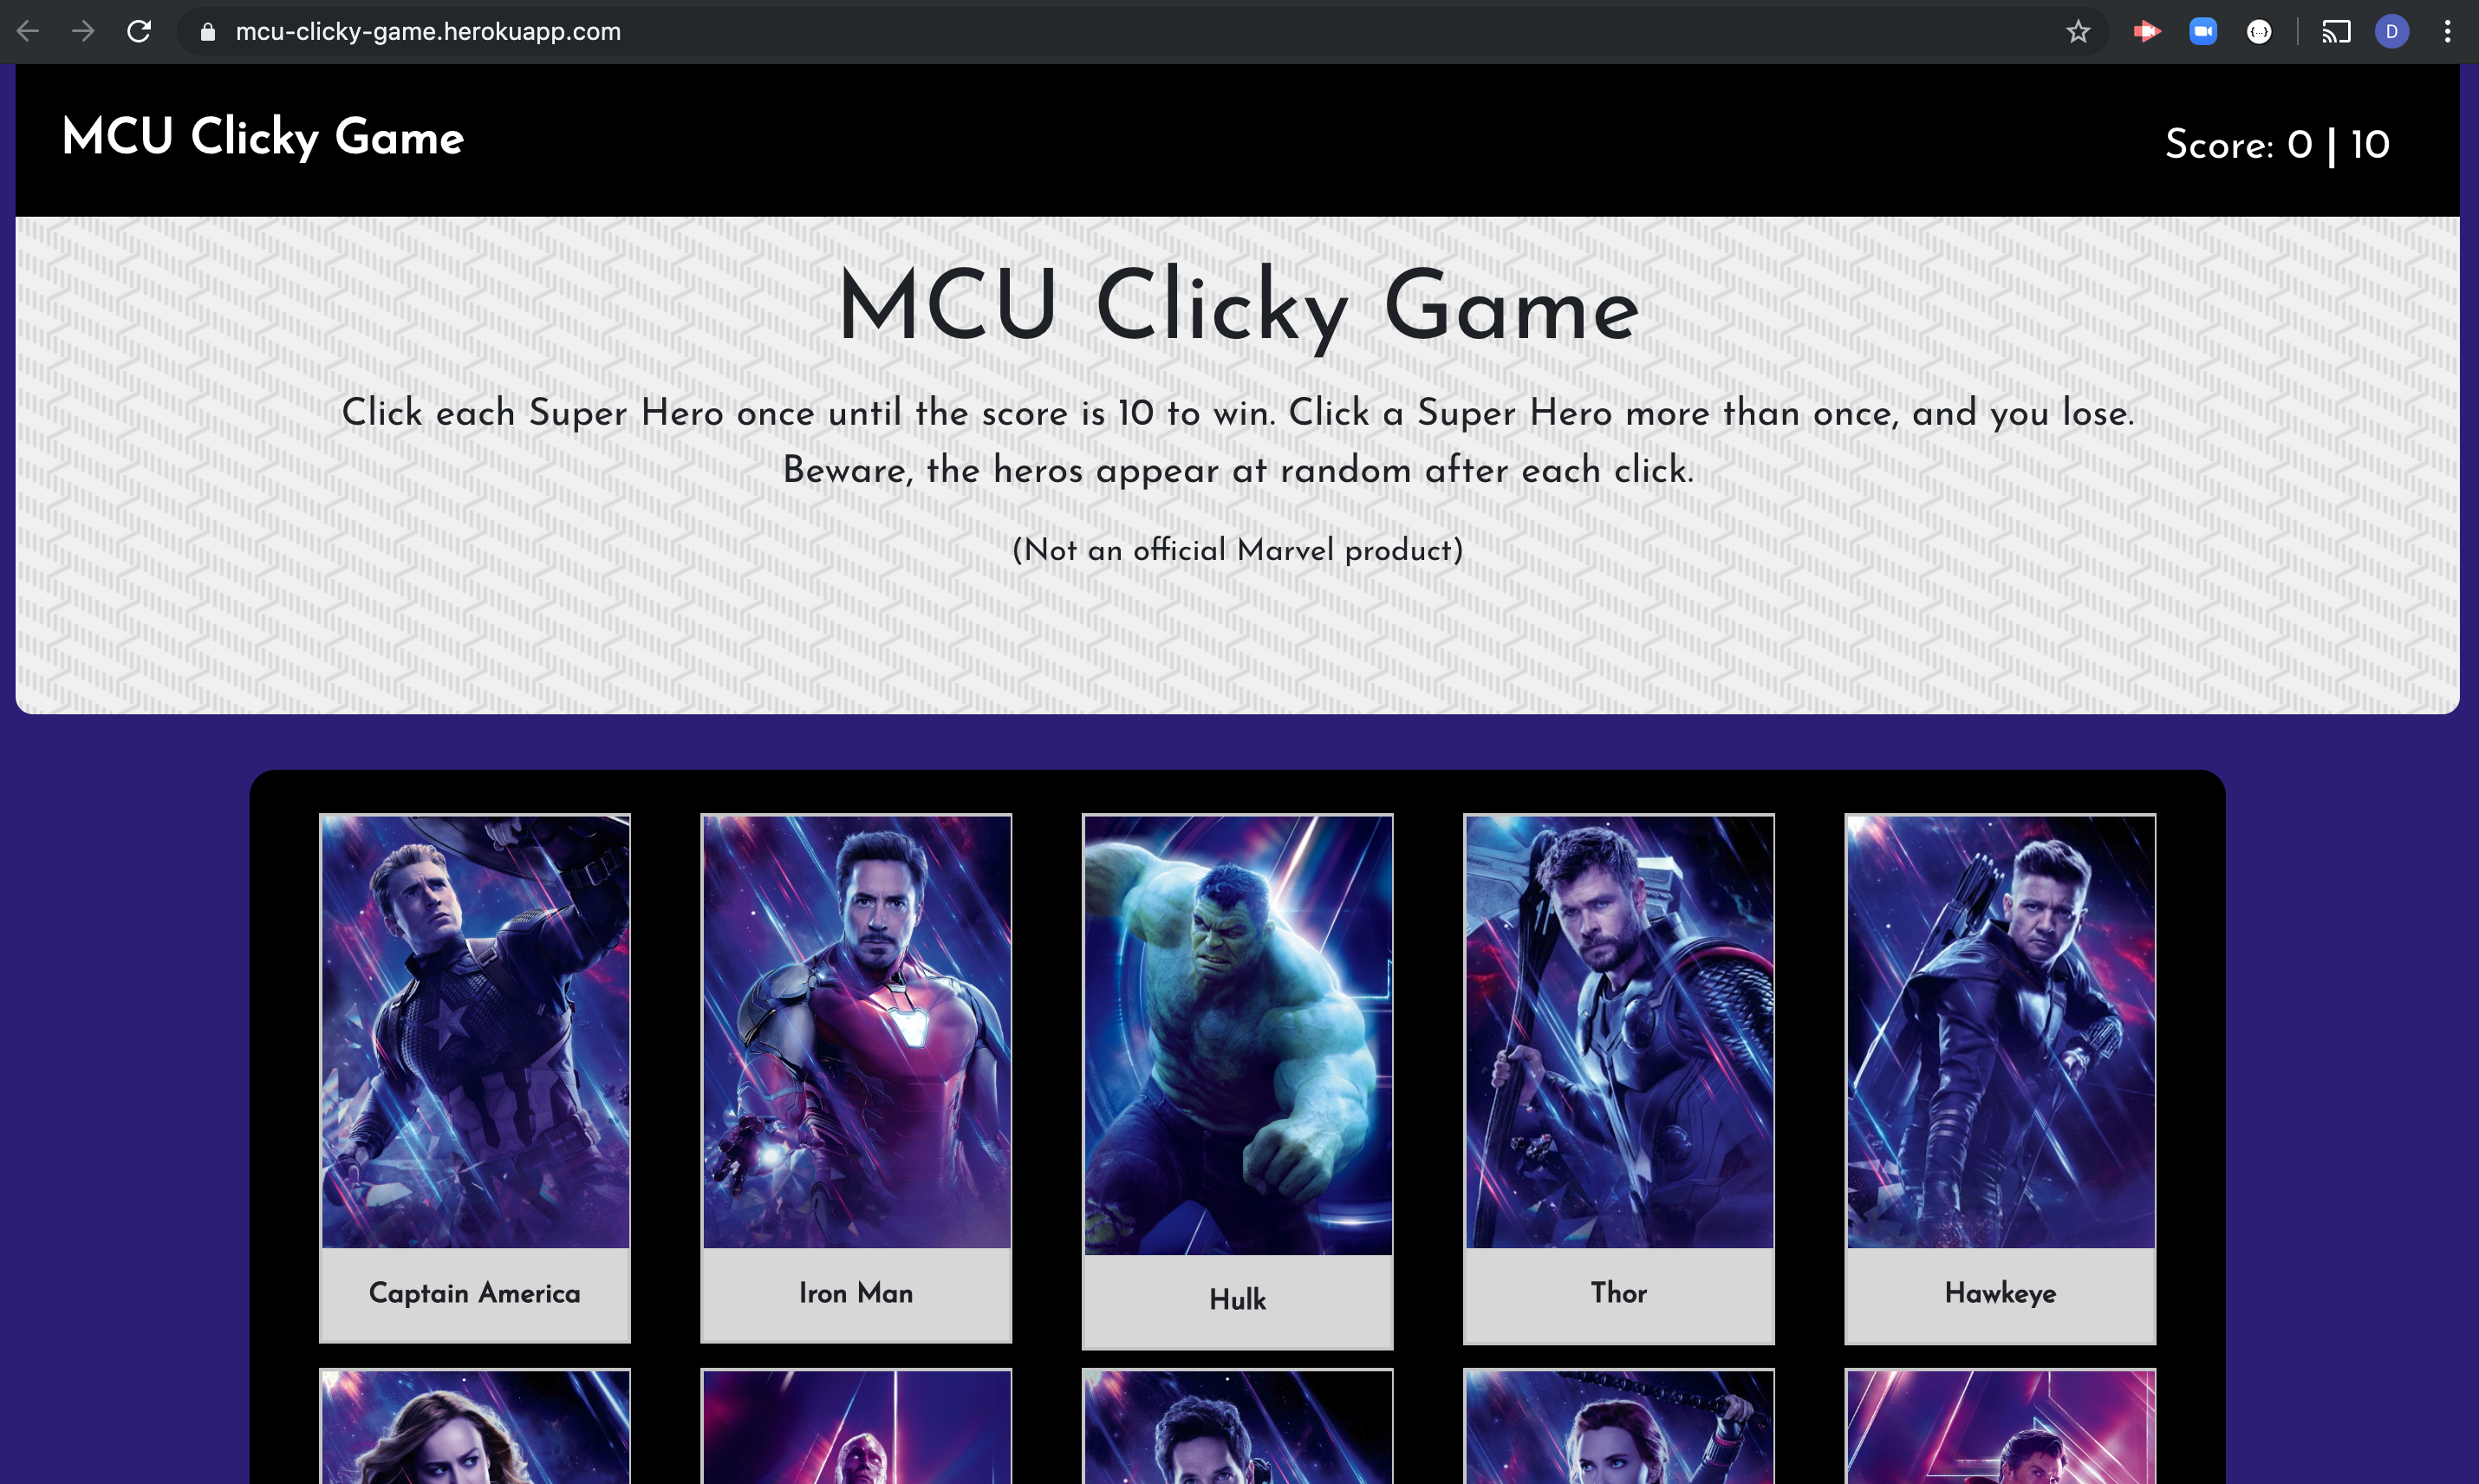 mcu-clicky-game.herokuapp.com
D
MCU Clicky Game
Score: 0 | 10
MCU Clicky Game
Click each Super Hero once until the score is 10 to win. Click a Super Hero more than once, and you lose.
Beware, the heros appear at random after each click.
(Not an official Marvel product)
Captain America
Iron Man
Hulk
Thor
Hawkeye